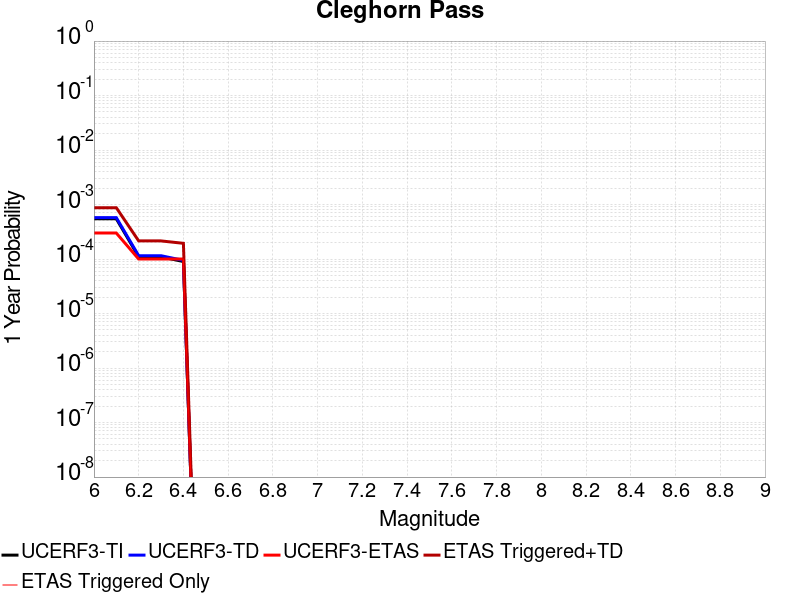 Cleghorn Pass
10^0
10^-1
10^-2
10^-3
10^-4
10^-5
10^-6
10^-7
10^-8
1 Year Probability
6 6.2 6.4 6.6 6.8 7 7.2 7.4 7.6 7.8 8 8.2 8.4 8.6 8.8 9
Magnitude
UCERF3-TI UCERF3-TD UCERF3-ETAS ETAS Triggered+TD
ETAS Triggered Only